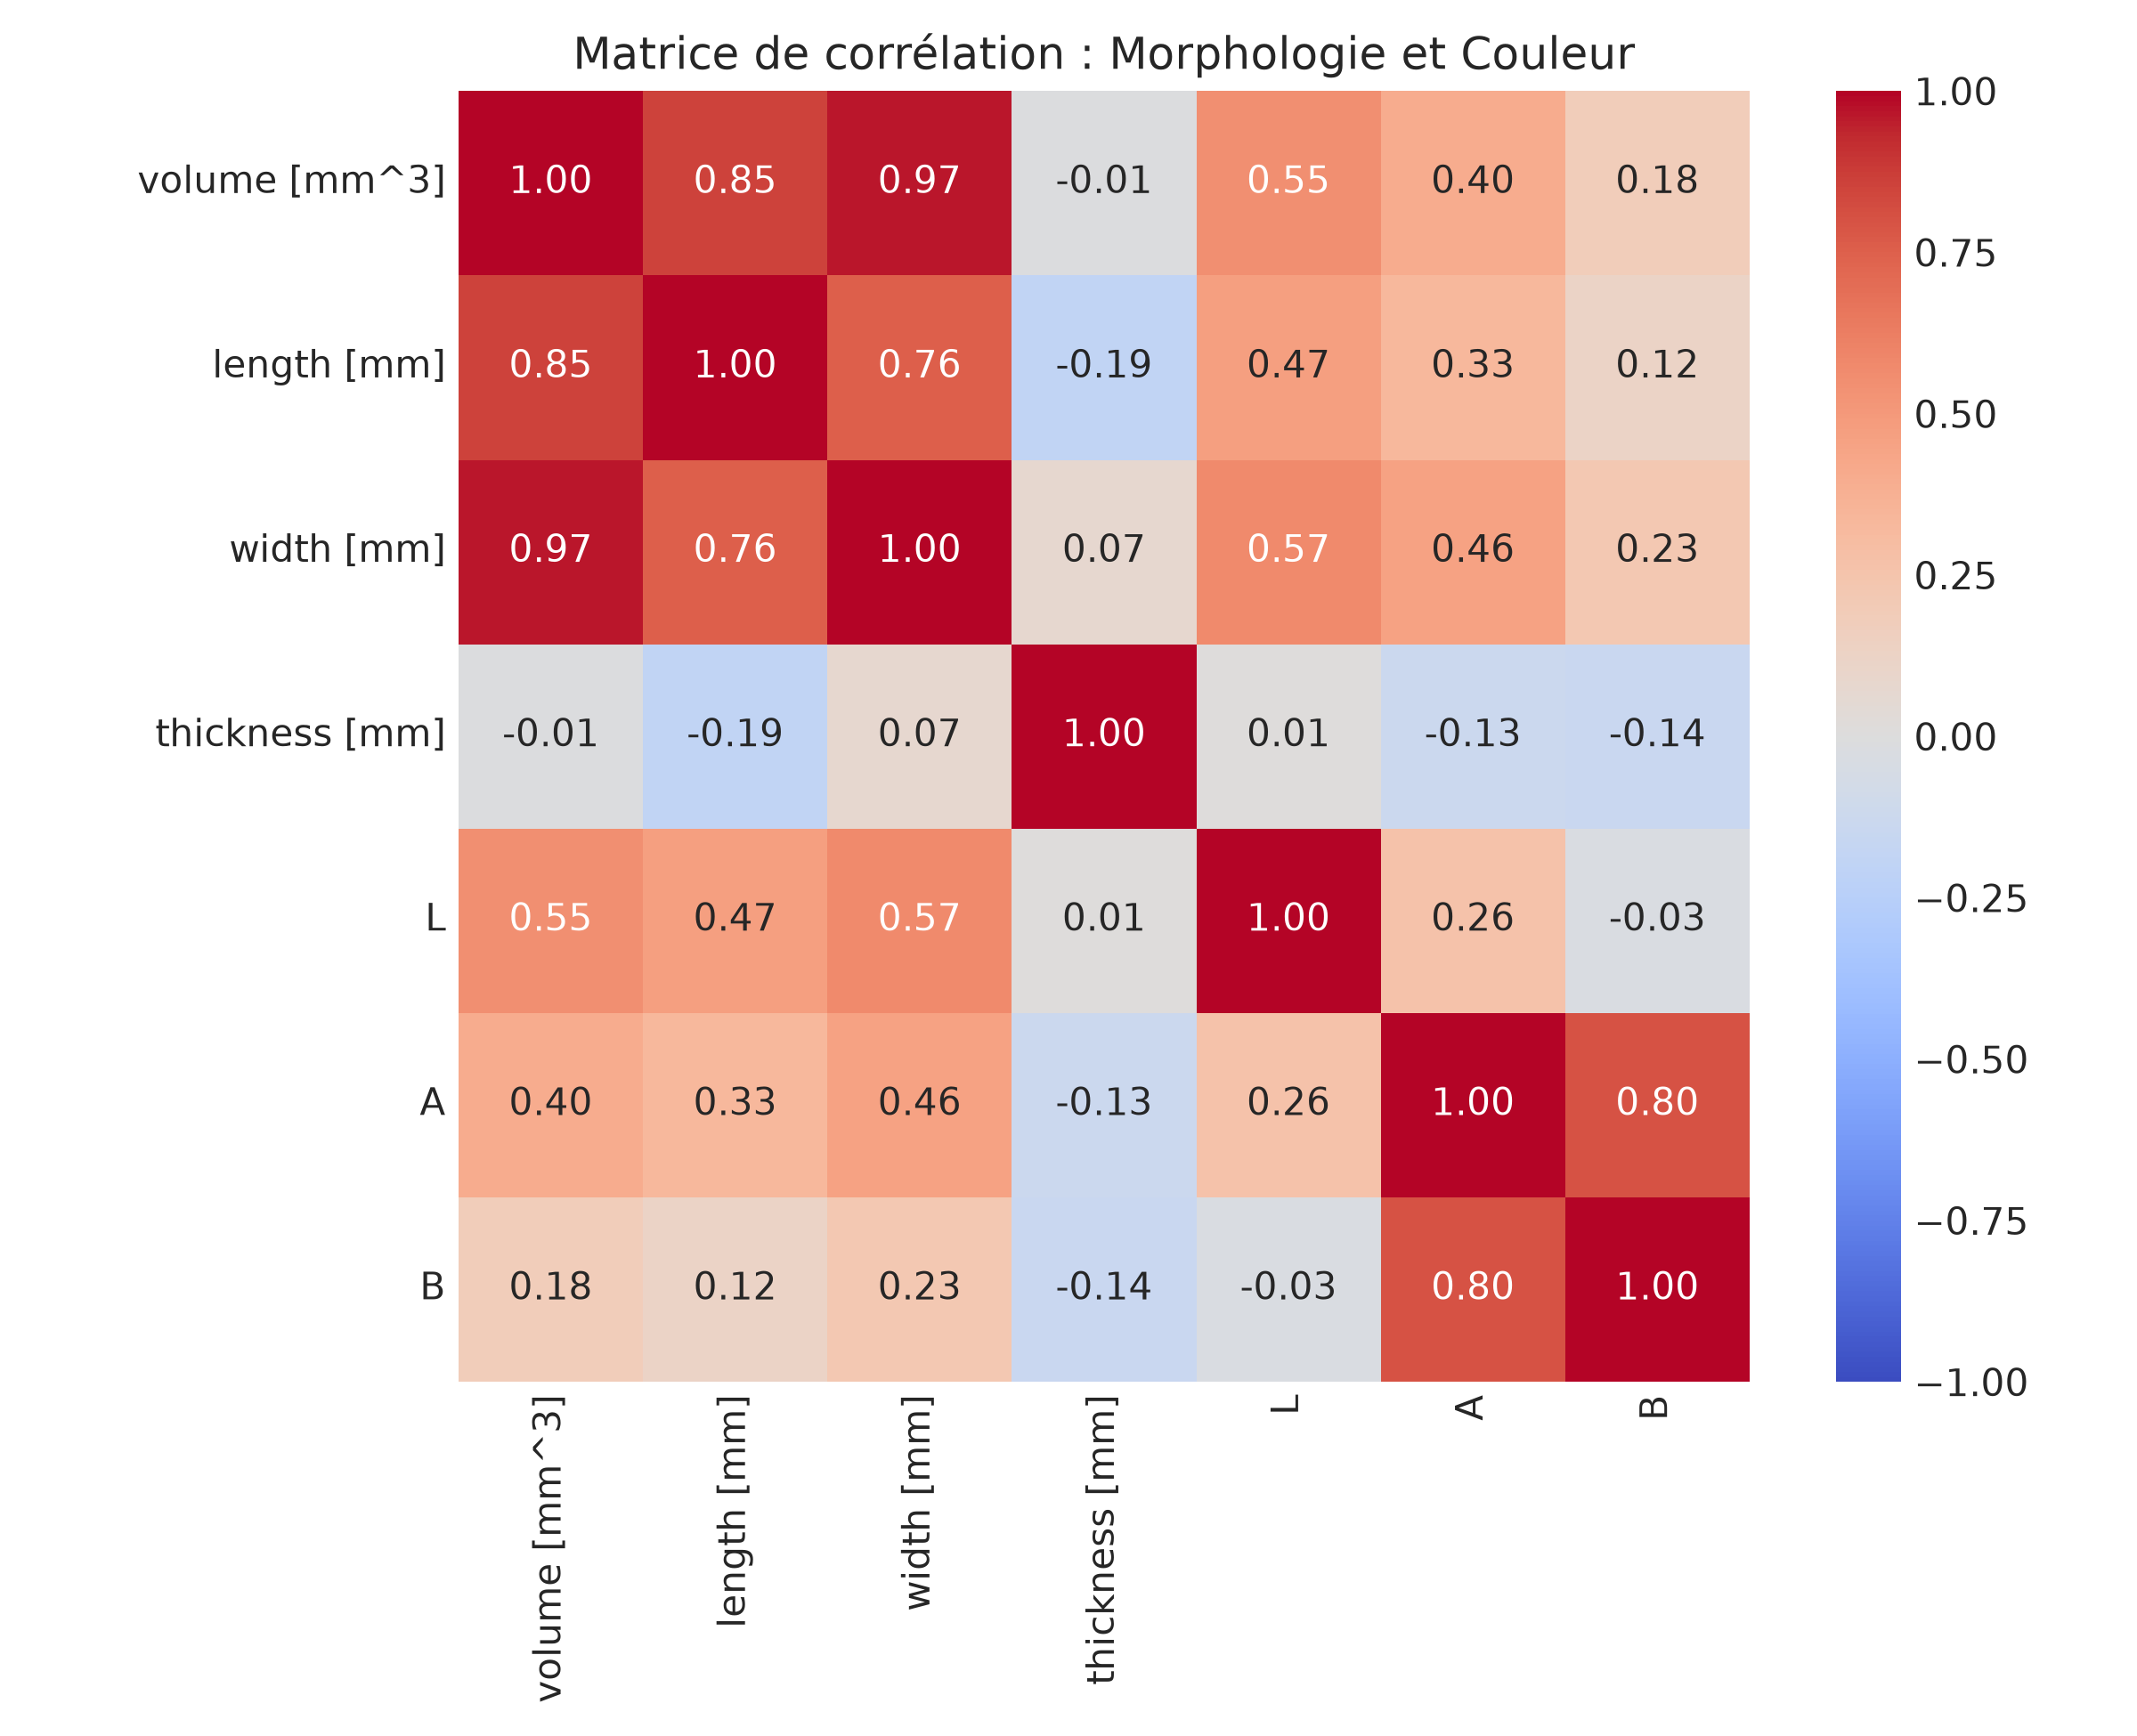 Matrice de corrélation : Morphologie et Couleur
volume [mm^3] 1.00 0.85 0.97 -0.01 0.55 0.40 0.18
length [mm] 0.85 1.00 0.76 -0.19 0.47 0.33 0.12
width [mm] 0.97 0.76 1.00 0.07 0.57 0.46 0.23
thickness [mm] -0.01 -0.19 0.07 1.00 0.01 -0.13 -0.14
L 0.55 0.47 0.57 0.01 1.00 0.26 -0.03
A 0.40 0.33 0.46 -0.13 0.26 1.00 0.80
B 0.18 0.12 0.23 -0.14 -0.03 0.80 1.00
volume [mm^3] length [mm] width [mm] thickness [mm] L A B
1.00
0.75
0.50
0.25
0.00
−0.25
−0.50
−0.75
−1.00